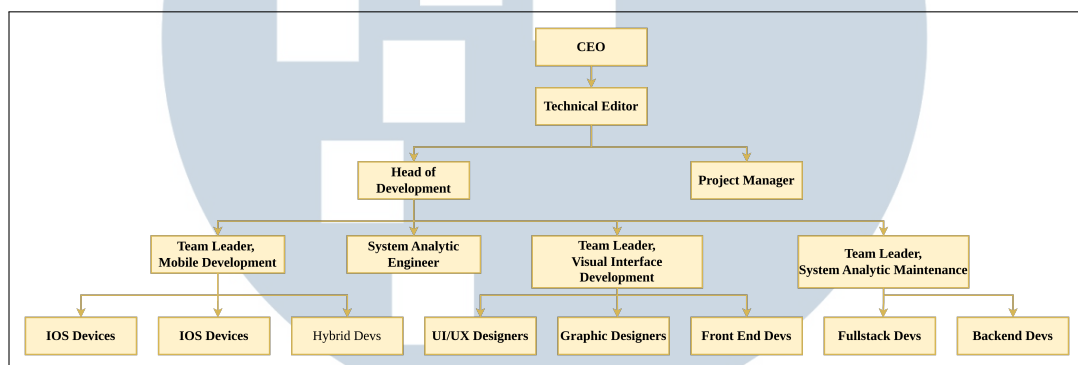 CEO
Technical Editor
Head of
Development
Project Manager
Team Leader,
Mobile Development
System Analytic
Engineer
Team Leader,
Visual Interface
Development
Team Leader,
System Analytic Maintenance
IOS Devices
IOS Devices
Hybrid Devs
UI/UX Designers
Graphic Designers
Front End Devs
Fullstack Devs
Backend Devs